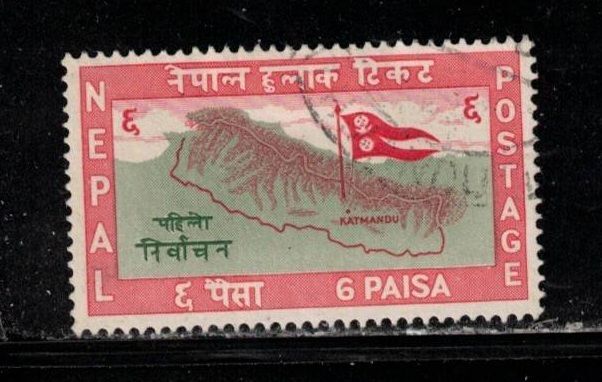 नेपाल हुलाक टिकट
NEPAL
POSTAGE
६
६
KATMANDU
पहिलो
निर्वाचन
६ पैसा
6 PAISA